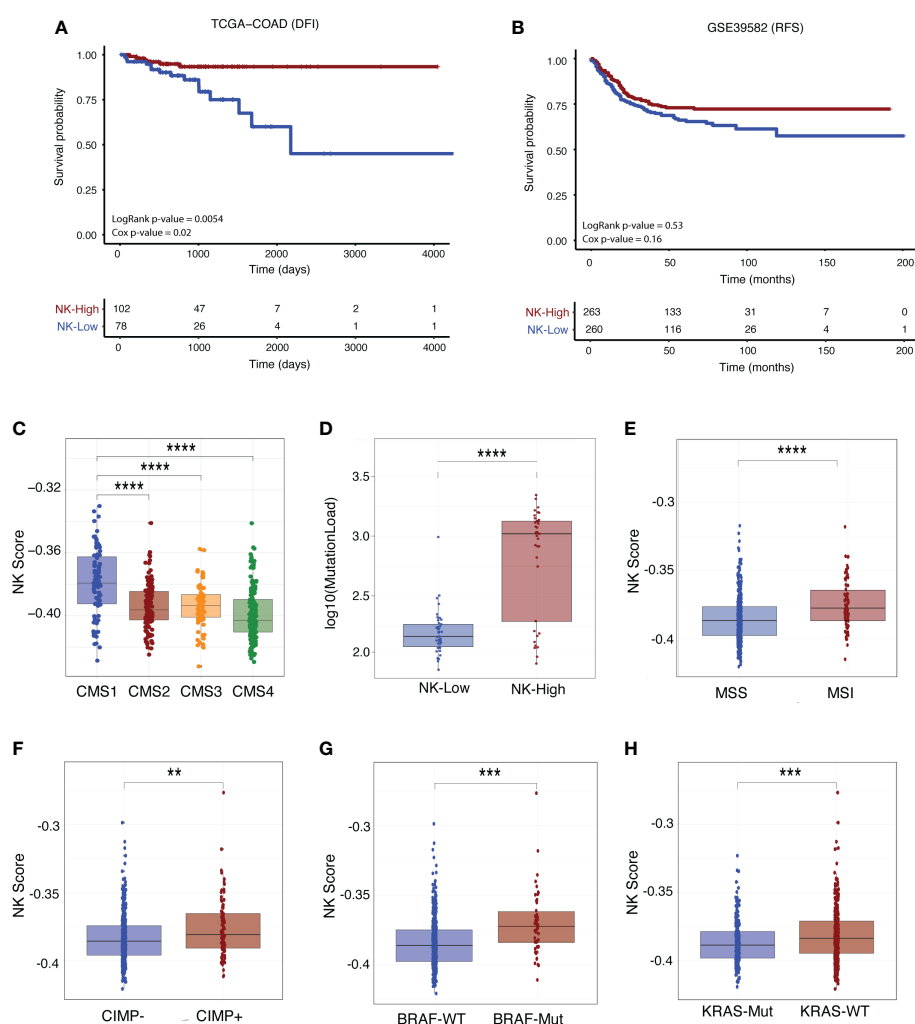 A
TCGA-COAD (DFI)
1.00
0.75
0.50
0.25
0.00
Survival probability
LogRank p-value = 0.0054
Cox p-value = 0.02
0 1000 2000 3000 4000
Time (days)
NK-High 102 47 7 2 1
NK-Low 78 26 4 1 1
0 1000 2000 3000 4000
Time (days)
B
GSE39582 (RFS)
1.00
0.75
0.50
0.25
0.00
Survival probability
LogRank p-value = 0.53
Cox p-value = 0.16
0 50 100 150 200
Time (months)
NK-High 263 133 31 7 0
NK-Low 260 116 26 4 1
0 50 100 150 200
Time (months)
C
****
****
****
−0.32
−0.36
−0.40
NK Score
CMS1 CMS2 CMS3 CMS4
D
****
3.5
3.0
2.5
2.0
log10(MutationLoad)
NK-Low NK-High
E
****
-0.3
-0.35
-0.4
NK Score
MSS MSI
F
**
-0.3
-0.35
-0.4
NK Score
CIMP- CIMP+
G
***
-0.3
-0.35
-0.4
NK Score
BRAF-WT BRAF-Mut
H
***
-0.3
-0.35
-0.4
NK Score
KRAS-Mut KRAS-WT